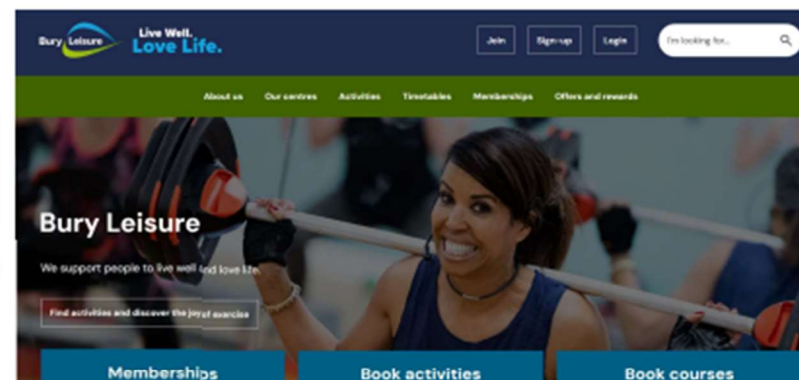 Bury Leisure
Live Well.
Love Life.
Join Sign-up Login I'm looking for...
About us Our centres Activities Timetables Memberships Offers and rewards
Bury Leisure
We support people to live well and love life.
Find activities and discover the joy of exercise
Memberships Book activities Book courses